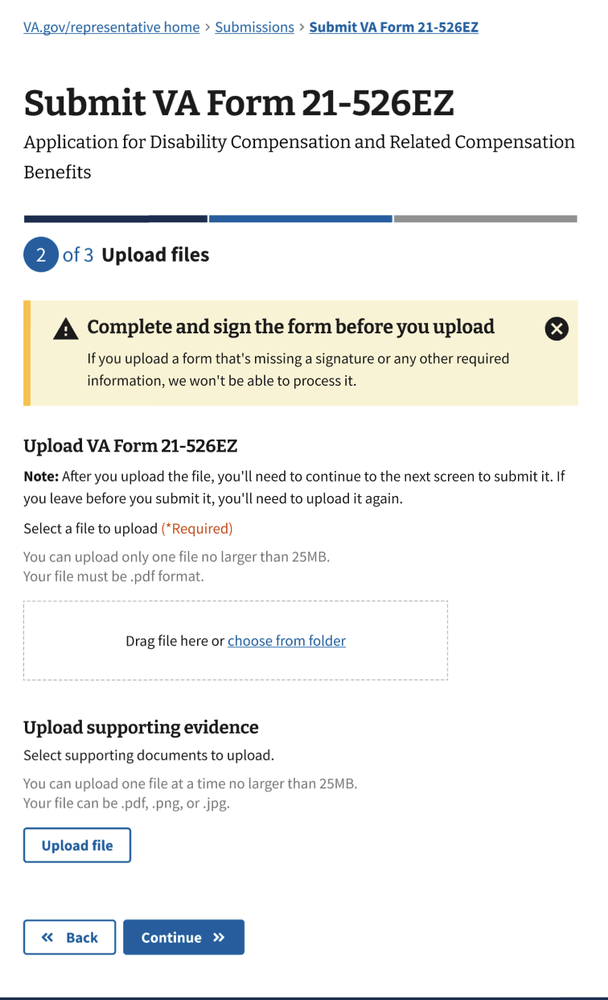 VA.gov/representative home › Submissions › Submit VA Form 21-526EZ
Submit VA Form 21-526EZ
Application for Disability Compensation and Related Compensation
Benefits
2 of 3 Upload files
Complete and sign the form before you upload
If you upload a form that's missing a signature or any other required
information, we won't be able to process it.
Upload VA Form 21-526EZ
Note: After you upload the file, you'll need to continue to the next screen to submit it. If
you leave before you submit it, you'll need to upload it again.
Select a file to upload (*Required)
You can upload only one file no larger than 25MB.
Your file must be .pdf format.
Drag file here or choose from folder
Upload supporting evidence
Select supporting documents to upload.
You can upload one file at a time no larger than 25MB.
Your file can be .pdf, .png, or .jpg.
Upload file
« Back Continue »